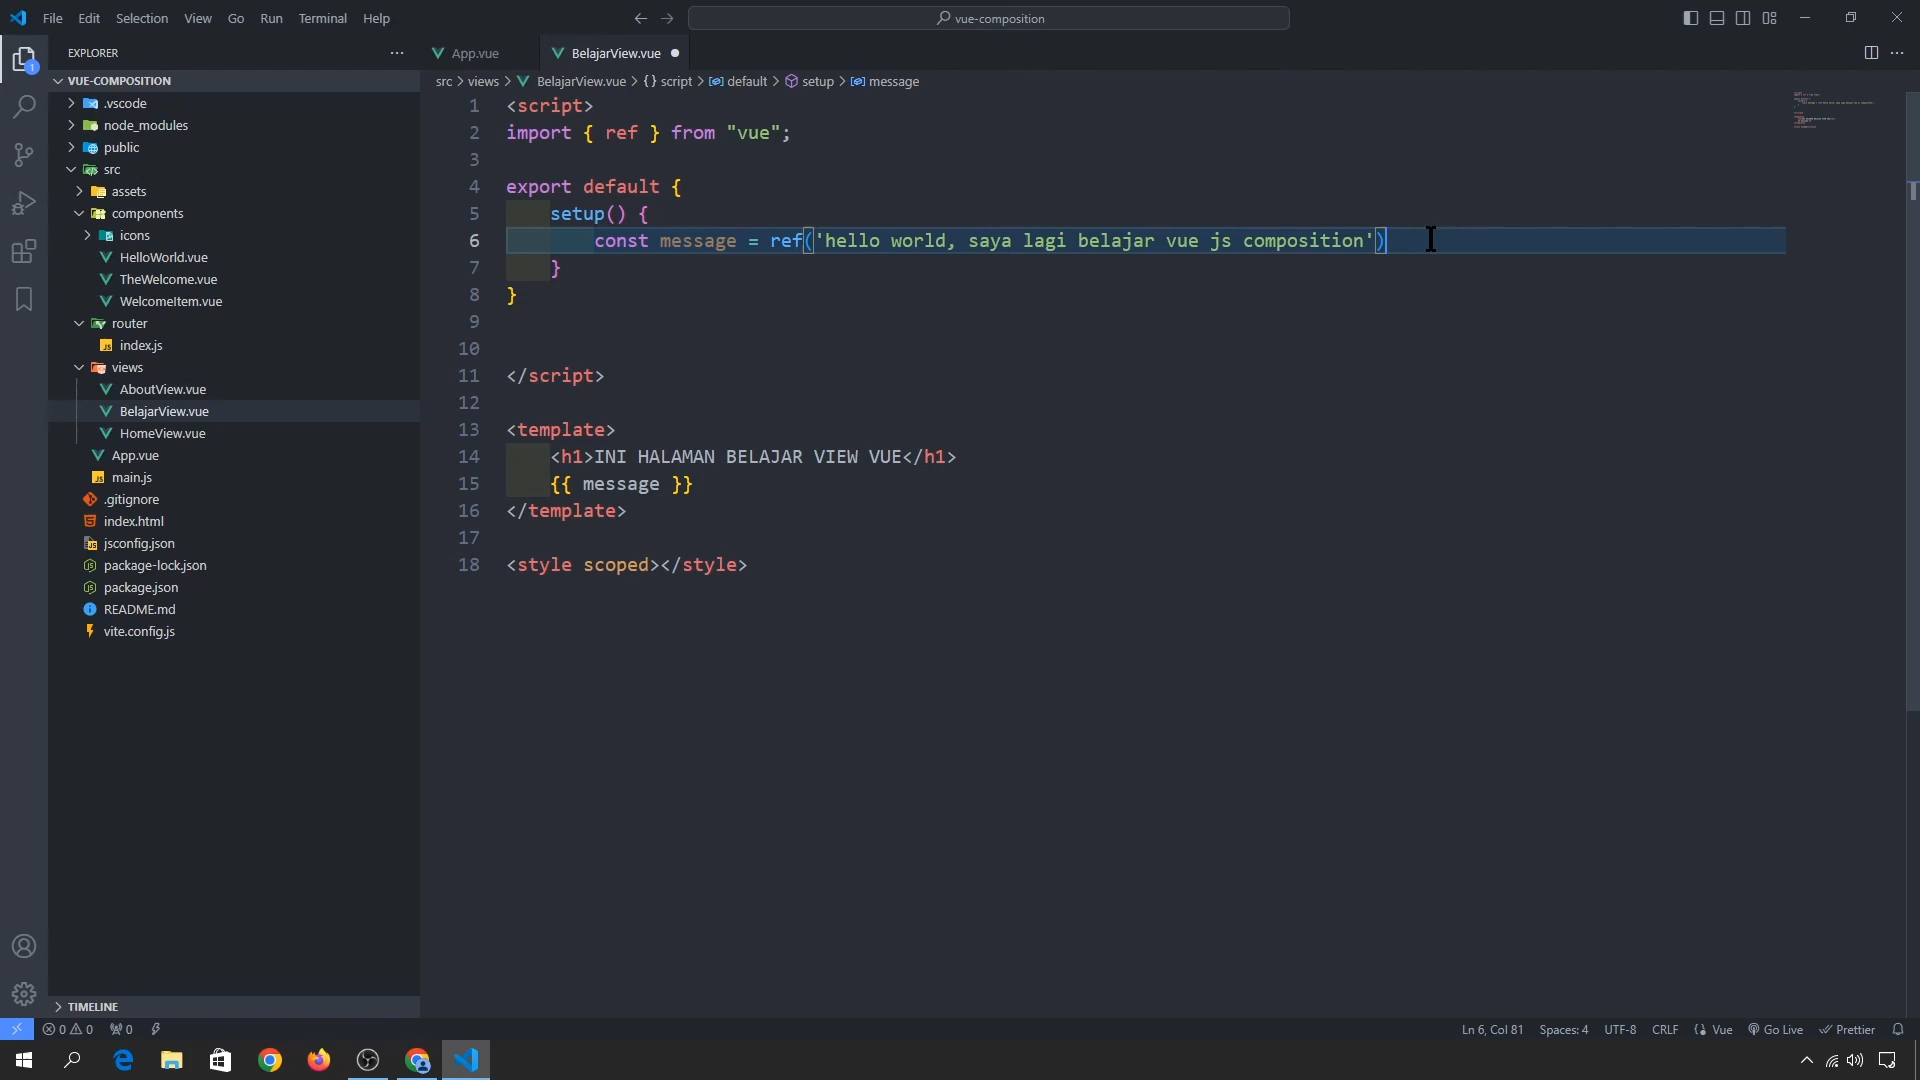 File Edit Selection View Go Run Terminal Help
vue-composition
EXPLORER
1
VUE-COMPOSITION
.vscode
node_modules
public
src
assets
components
icons
HelloWorld.vue
TheWelcome.vue
WelcomeItem.vue
router
index.js
views
AboutView.vue
BelajarView.vue
HomeView.vue
App.vue
main.js
.gitignore
index.html
jsconfig.json
package-lock.json
package.json
README.md
vite.config.js
TIMELINE
App.vue BelajarView.vue
src > views > BelajarView.vue > {} script > default > setup > message
1 <script>
2 import { ref } from "vue";
3
4 export default {
5 setup() {
6 const message = ref('hello world, saya lagi belajar vue js composition')
7 }
8 }
9
10
11 </script>
12
13 <template>
14 <h1>INI HALAMAN BELAJAR VIEW VUE</h1>
15 {{ message }}
16 </template>
17
18 <style scoped></style>
0 0 0 Ln 6, Col 81 Spaces: 4 UTF-8 CRLF Vue Go Live Prettier